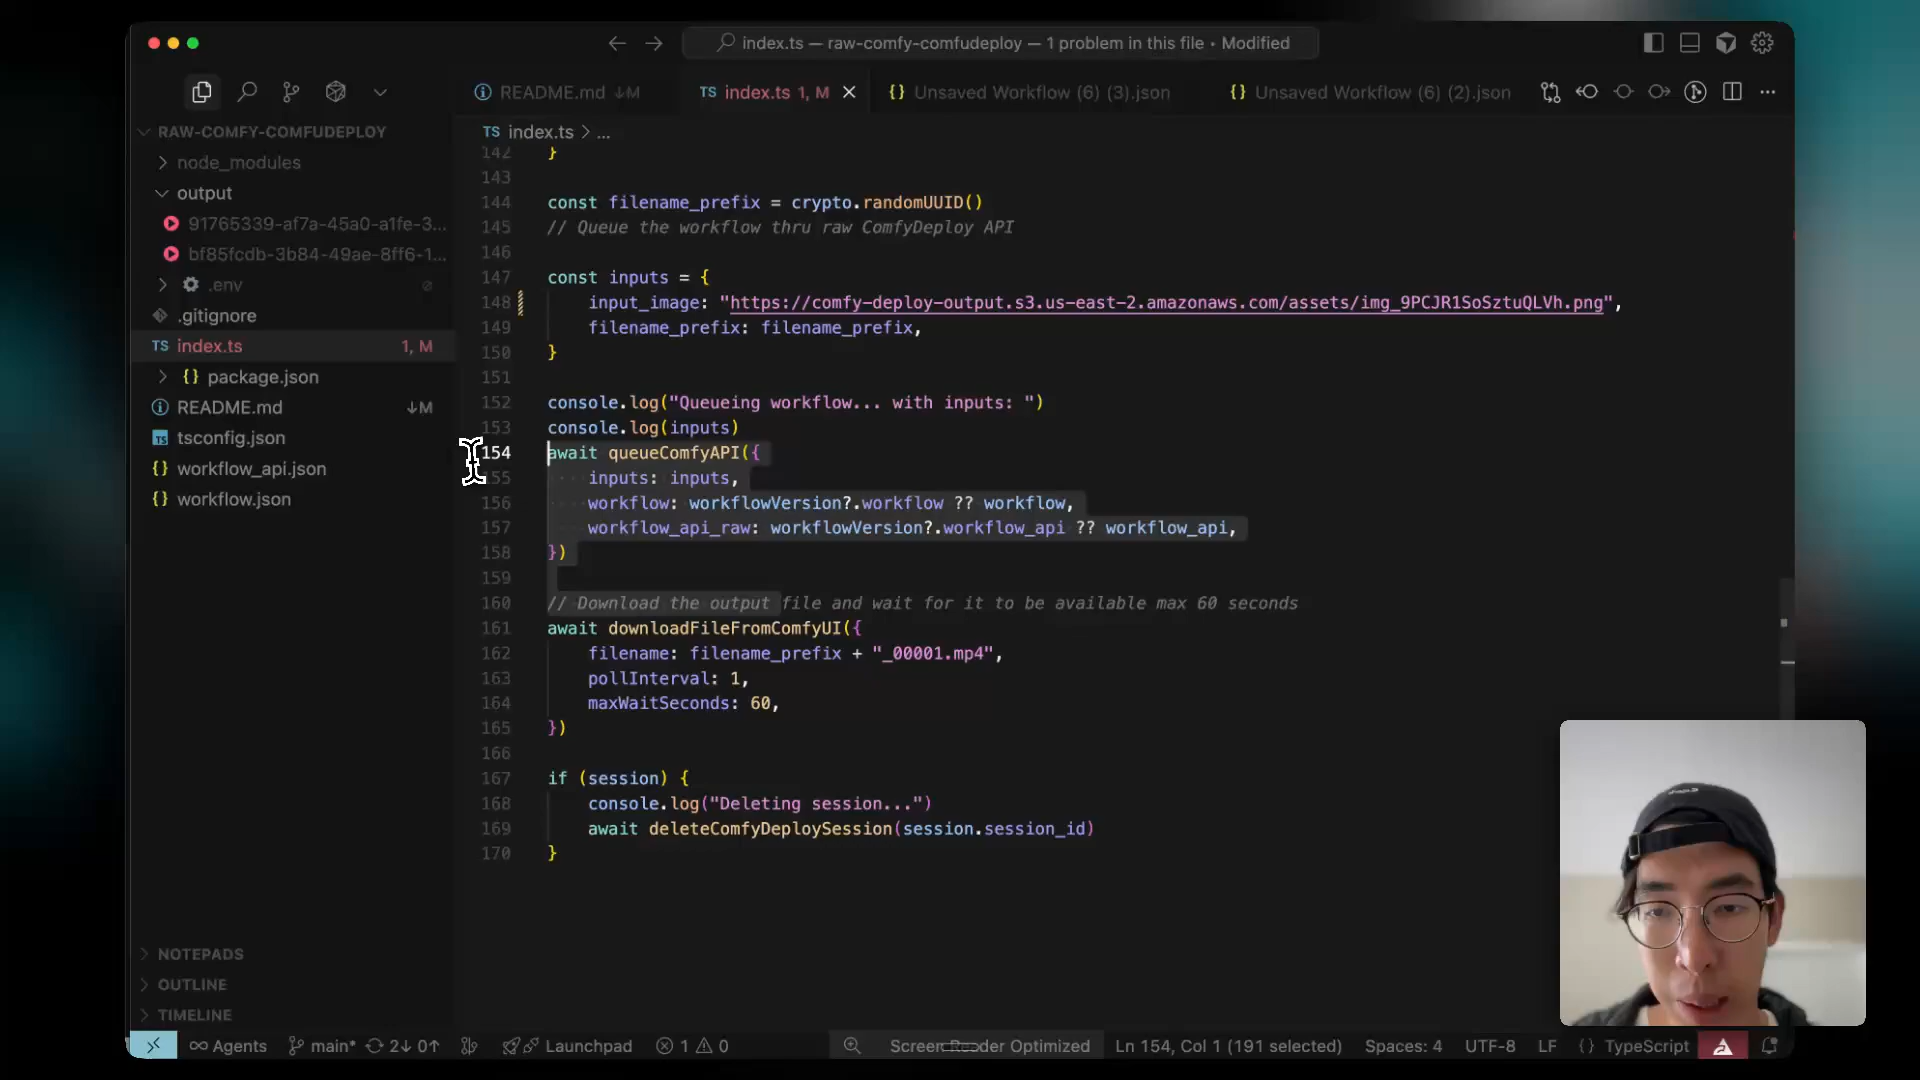 index.ts — raw-comfy-comfudeploy — 1 problem in this file • Modified
README.md ↓M
TS index.ts 1, M
{} Unsaved Workflow (6) (3).json
{} Unsaved Workflow (6) (2).json
RAW-COMFY-COMFUDEPLOY
node_modules
output
91765339-af7a-45a0-a1fe-3...
bf85fcdb-3b84-49ae-8ff6-1...
.env
.gitignore
TS index.ts 1, M
{} package.json
README.md ↓M
TS tsconfig.json
{} workflow_api.json
{} workflow.json
NOTEPADS
OUTLINE
TIMELINE
TS index.ts > ...
142 }
143
144 const filename_prefix = crypto.randomUUID()
145 // Queue the workflow thru raw ComfyDeploy API
146
147 const inputs = {
148 input_image: "https://comfy-deploy-output.s3.us-east-2.amazonaws.com/assets/img_9PCJR1SoSztuQLVh.png",
149 filename_prefix: filename_prefix,
150 }
151
152 console.log("Queueing workflow... with inputs: ")
153 console.log(inputs)
154 await queueComfyAPI({
155 inputs: inputs,
156 workflow: workflowVersion?.workflow ?? workflow,
157 workflow_api_raw: workflowVersion?.workflow_api ?? workflow_api,
158 })
159
160 // Download the output file and wait for it to be available max 60 seconds
161 await downloadFileFromComfyUI({
162 filename: filename_prefix + "_00001.mp4",
163 pollInterval: 1,
164 maxWaitSeconds: 60,
165 })
166
167 if (session) {
168 console.log("Deleting session...")
169 await deleteComfyDeploySession(session.session_id)
170 }
Agents main* 2↓ 0↑ Launchpad 1 0 Screen Reader Optimized Ln 154, Col 1 (191 selected) Spaces: 4 UTF-8 LF {} TypeScript